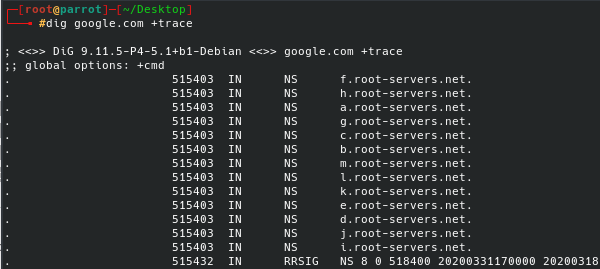 [root@parrot]-[~/Desktop]
#dig google.com +trace
; <<>> DiG 9.11.5-P4-5.1+b1-Debian <<>> google.com +trace
;; global options: +cmd
. 515403 IN NS f.root-servers.net.
. 515403 IN NS h.root-servers.net.
. 515403 IN NS a.root-servers.net.
. 515403 IN NS g.root-servers.net.
. 515403 IN NS c.root-servers.net.
. 515403 IN NS b.root-servers.net.
. 515403 IN NS m.root-servers.net.
. 515403 IN NS l.root-servers.net.
. 515403 IN NS k.root-servers.net.
. 515403 IN NS e.root-servers.net.
. 515403 IN NS d.root-servers.net.
. 515403 IN NS j.root-servers.net.
. 515403 IN NS i.root-servers.net.
. 515432 IN RRSIG NS 8 0 518400 20200331170000 20200318